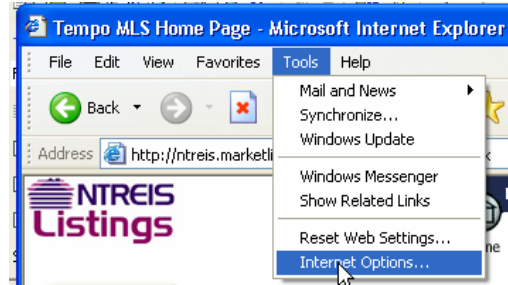 Tempo MLS Home Page - Microsoft Internet Explorer
File Edit View Favorites Tools Help
Mail and News
Back
Synchronize...
Windows Update
Address http://ntreis.marketli
Windows Messenger
NTREIS
Show Related Links
Listings
Reset Web Settings...
Internet Options...